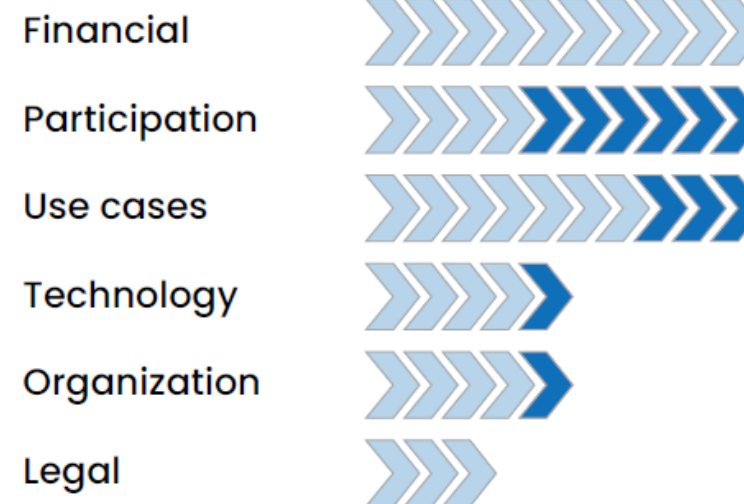 Financial
Participation
Use cases
Technology
Organization
Legal